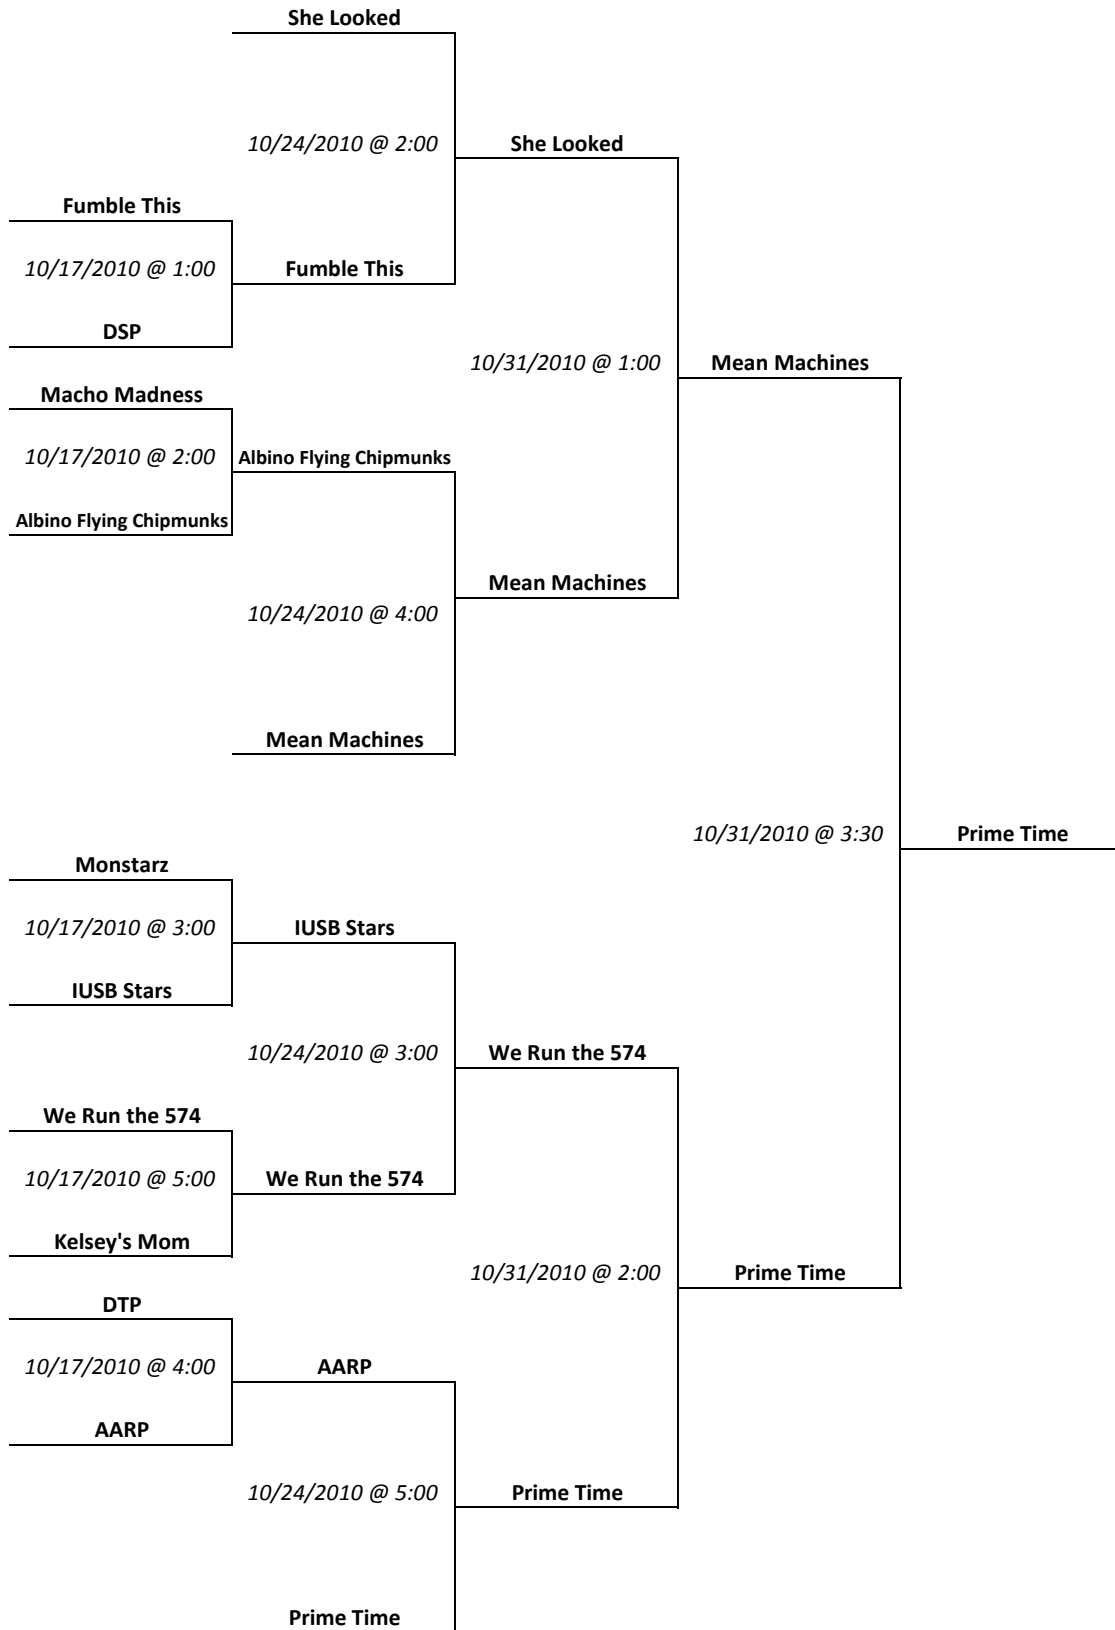 She Looked
10/24/2010 @ 2:00
She Looked
Fumble This
10/17/2010 @ 1:00
Fumble This
DSP
10/31/2010 @ 1:00
Mean Machines
Macho Madness
10/17/2010 @ 2:00
Albino Flying Chipmunks
Albino Flying Chipmunks
Mean Machines
10/24/2010 @ 4:00
Mean Machines
10/31/2010 @ 3:30
Prime Time
Monstarz
10/17/2010 @ 3:00
IUSB Stars
IUSB Stars
10/24/2010 @ 3:00
We Run the 574
We Run the 574
10/17/2010 @ 5:00
We Run the 574
Kelsey's Mom
10/31/2010 @ 2:00
Prime Time
DTP
10/17/2010 @ 4:00
AARP
AARP
10/24/2010 @ 5:00
Prime Time
Prime Time